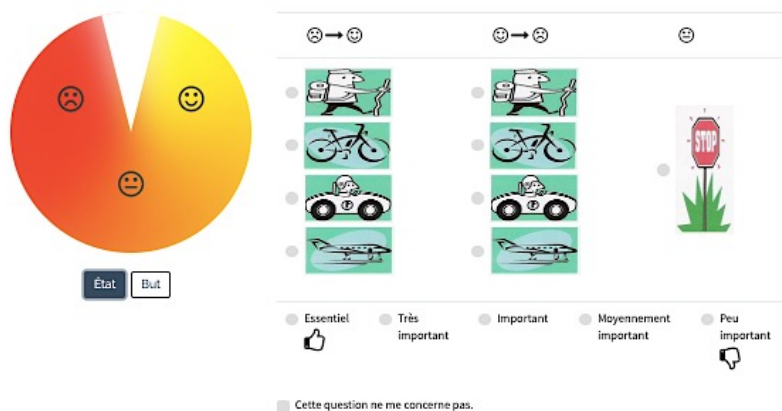 État
But
STOP
Essentiel
Très
important
Important
Moyennement
important
Peu
important
Cette question ne me concerne pas.